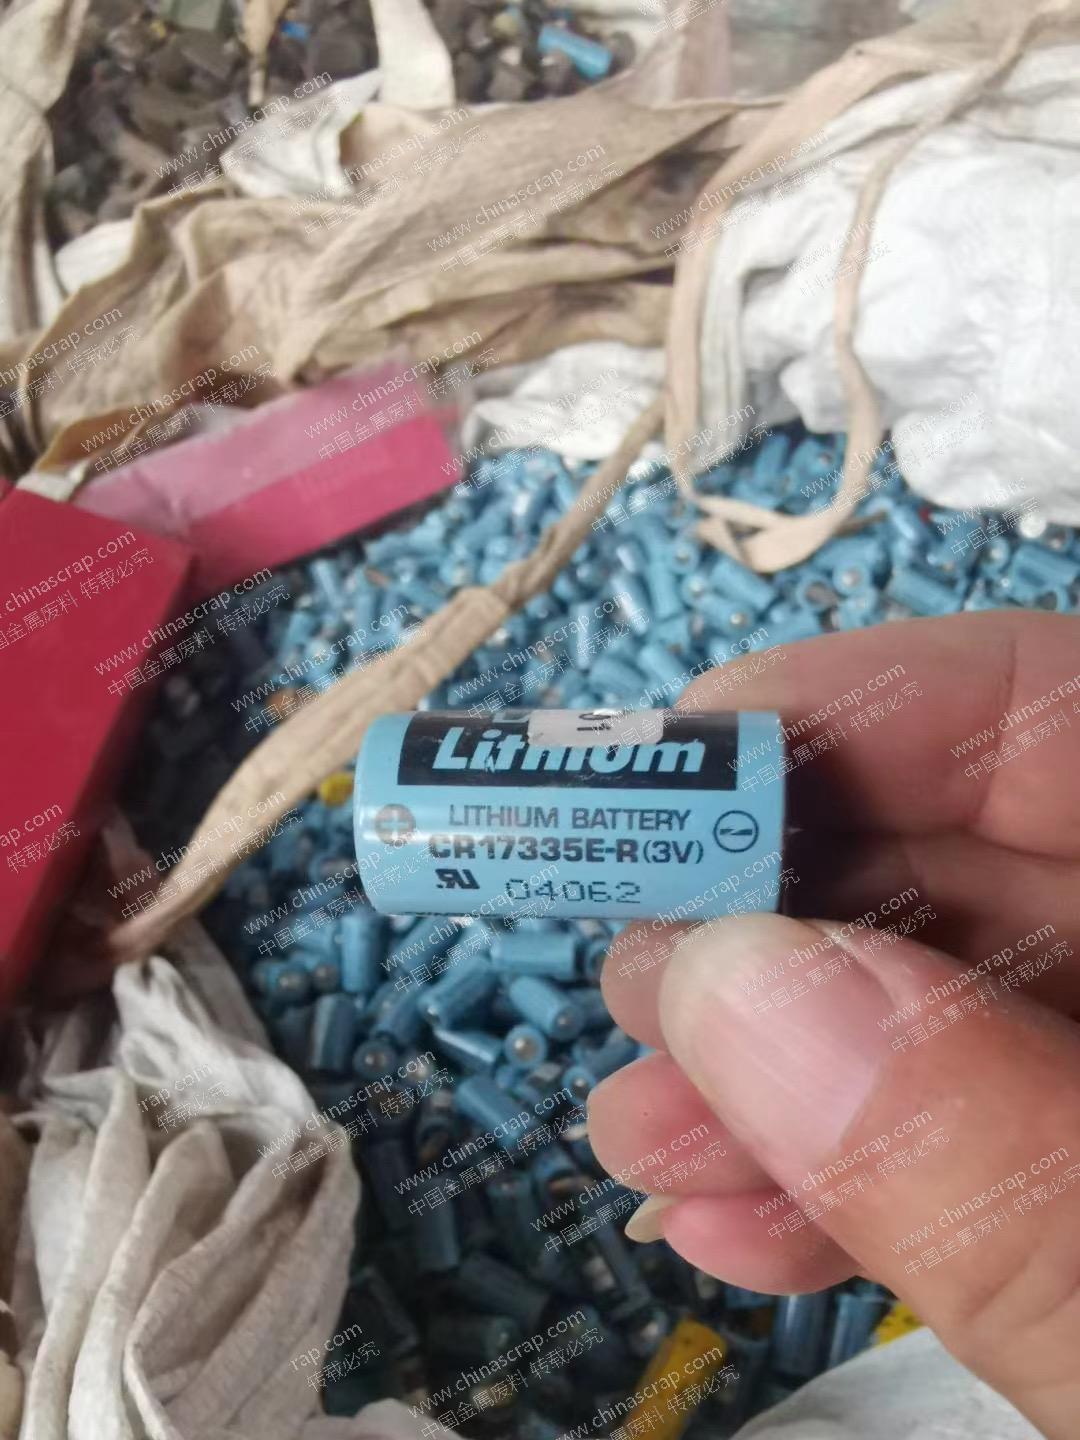 Lithium
LITHIUM BATTERY
CR17335E-R(3V)
04062
www.chinascrap.com
中国金属废料 转载必究